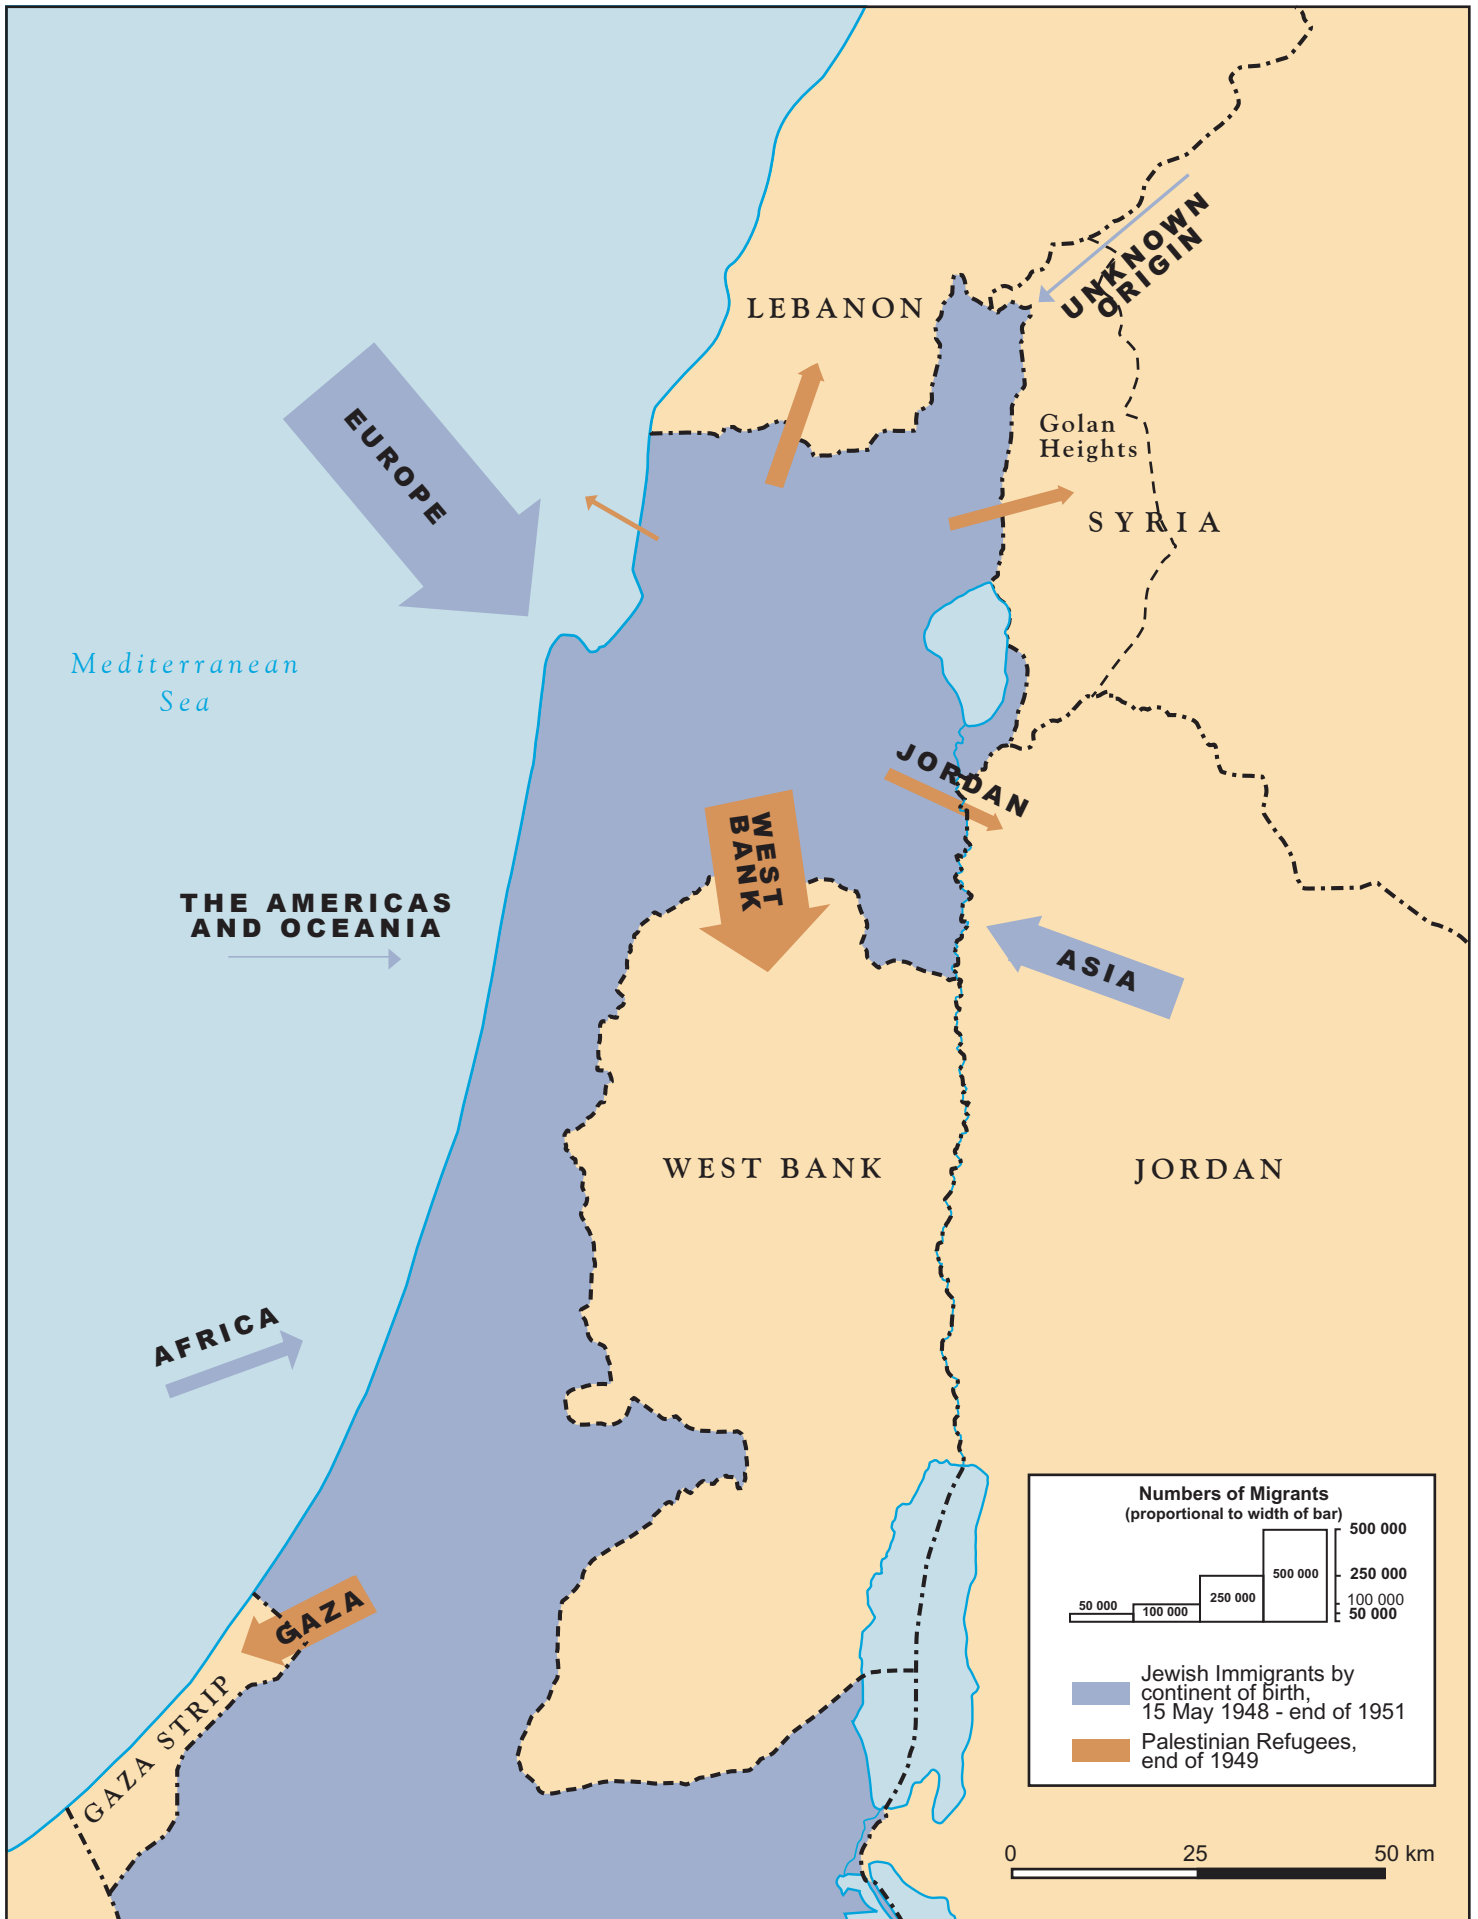 UNKNOWN
ORIGIN
LEBANON
EUROPE
Golan
Heights
SYRIA
Mediterranean
Sea
JORDAN
WEST
BANK
THE AMERICAS
AND OCEANIA
ASIA
WEST BANK
JORDAN
AFRICA
GAZA
GAZA STRIP
Numbers of Migrants
(proportional to width of bar)
500 000
250 000
100 000
50 000
50 000
100 000
250 000
500 000
Jewish Immigrants by
continent of birth,
15 May 1948 - end of 1951
Palestinian Refugees,
end of 1949
0 25 50 km